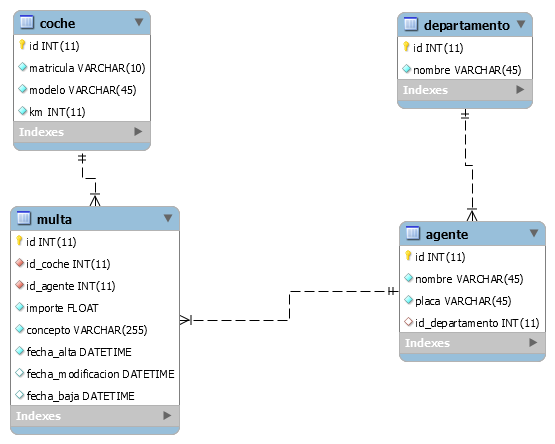 coche
id INT(11)
matricula VARCHAR(10)
modelo VARCHAR(45)
km INT(11)
Indexes
departamento
id INT(11)
nombre VARCHAR(45)
Indexes
multa
id INT(11)
id_coche INT(11)
id_agente INT(11)
importe FLOAT
concepto VARCHAR(255)
fecha_alta DATETIME
fecha_modificacion DATETIME
fecha_baja DATETIME
Indexes
agente
id INT(11)
nombre VARCHAR(45)
placa VARCHAR(45)
id_departamento INT(11)
Indexes